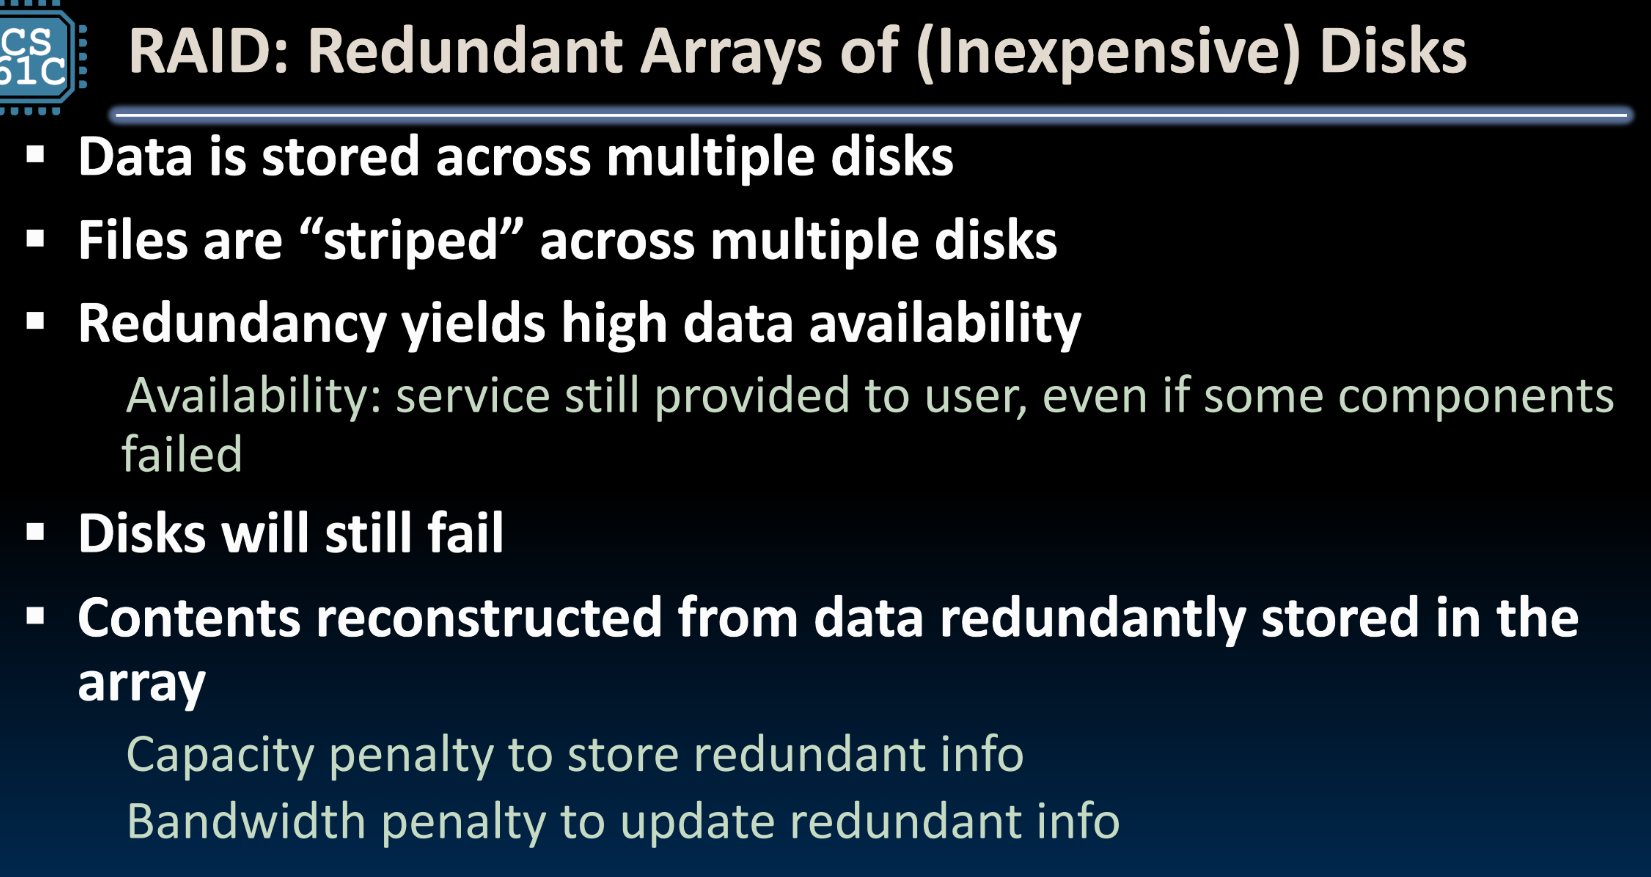 CS
61C
RAID: Redundant Arrays of (Inexpensive) Disks
▪ Data is stored across multiple disks
▪ Files are “striped” across multiple disks
▪ Redundancy yields high data availability
Availability: service still provided to user, even if some components
failed
▪ Disks will still fail
▪ Contents reconstructed from data redundantly stored in the
array
Capacity penalty to store redundant info
Bandwidth penalty to update redundant info